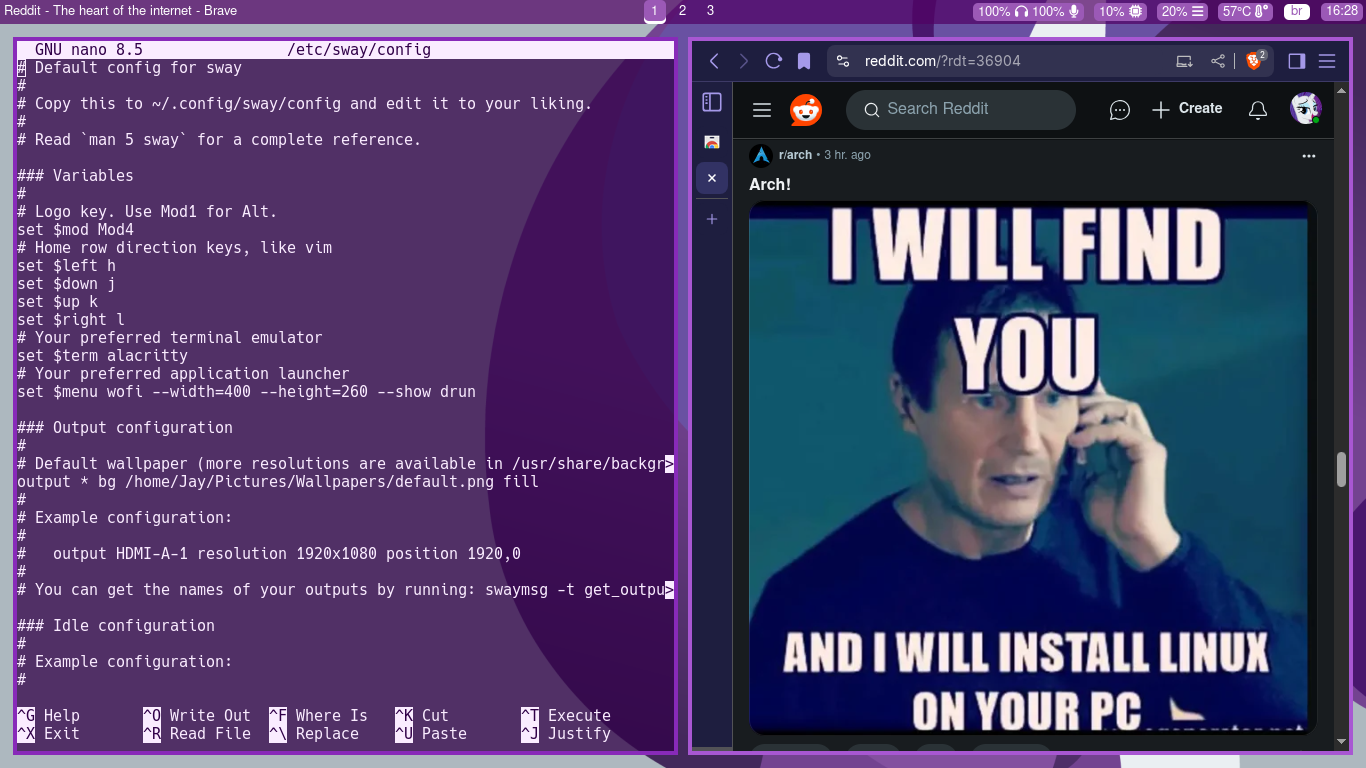 Reddit - The heart of the internet - Brave
1 2 3
100% 100% 10% 20% 57°C br 16:28
GNU nano 8.5 /etc/sway/config
# Default config for sway
#
# Copy this to ~/.config/sway/config and edit it to your liking.
#
# Read `man 5 sway` for a complete reference.
### Variables
#
# Logo key. Use Mod1 for Alt.
set $mod Mod4
# Home row direction keys, like vim
set $left h
set $down j
set $up k
set $right l
# Your preferred terminal emulator
set $term alacritty
# Your preferred application launcher
set $menu wofi --width=400 --height=260 --show drun
### Output configuration
#
# Default wallpaper (more resolutions are available in /usr/share/backgr>
output * bg /home/Jay/Pictures/Wallpapers/default.png fill
#
# Example configuration:
#
#   output HDMI-A-1 resolution 1920x1080 position 1920,0
#
# You can get the names of your outputs by running: swaymsg -t get_outpu>
### Idle configuration
#
# Example configuration:
#
^G Help ^O Write Out ^F Where Is ^K Cut ^T Execute
^X Exit ^R Read File ^\ Replace ^U Paste ^J Justify
reddit.com/?rdt=36904
2
Search Reddit
Create
r/arch • 3 hr. ago
Arch!
I WILL FIND
YOU
AND I WILL INSTALL LINUX
ON YOUR PC